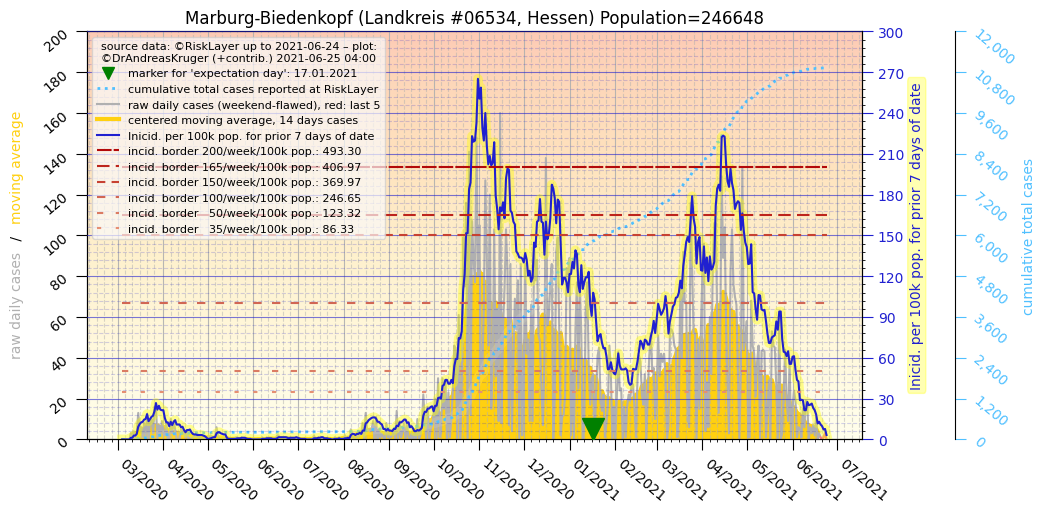 Marburg-Biedenkopf (Landkreis #06534, Hessen) Population=246648
source data: ©RiskLayer up to 2021-06-24 – plot:
©DrAndreasKruger (+contrib.) 2021-06-25 04:00
marker for 'expectation day': 17.01.2021
cumulative total cases reported at RiskLayer
raw daily cases (weekend-flawed), red: last 5
centered moving average, 14 days cases
Inicid. per 100k pop. for prior 7 days of date
incid. border 200/week/100k pop.: 493.30
incid. border 165/week/100k pop.: 406.97
incid. border 150/week/100k pop.: 369.97
incid. border 100/week/100k pop.: 246.65
incid. border 50/week/100k pop.: 123.32
incid. border 35/week/100k pop.: 86.33
raw daily cases / moving average
200
180
160
140
120
100
80
60
40
20
0
300
270
240
210
180
150
120
90
60
30
0
Inicid. per 100k pop. for prior 7 days of date
12,000
10,800
9,600
8,400
7,200
6,000
4,800
3,600
2,400
1,200
0
cumulative total cases
03/2020
04/2020
05/2020
06/2020
07/2020
08/2020
09/2020
10/2020
11/2020
12/2020
01/2021
02/2021
03/2021
04/2021
05/2021
06/2021
07/2021